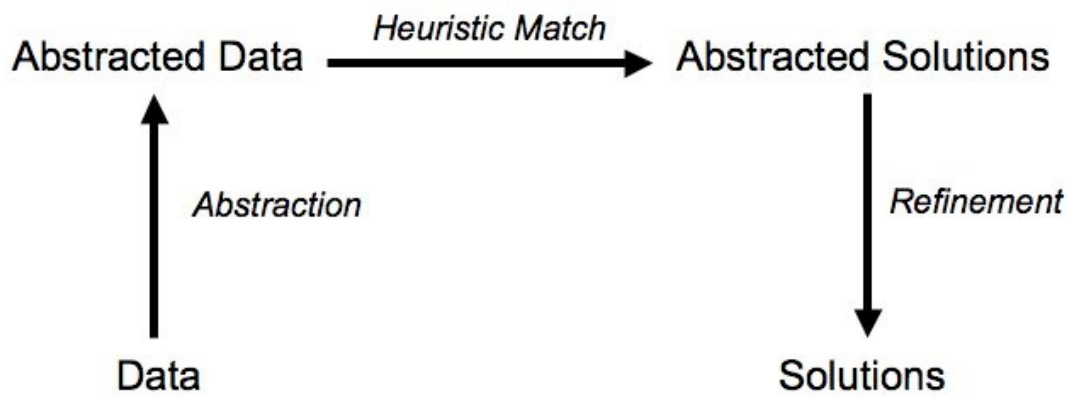 Heuristic Match
Abstracted Data
Abstracted Solutions
Abstraction
Refinement
Data
Solutions